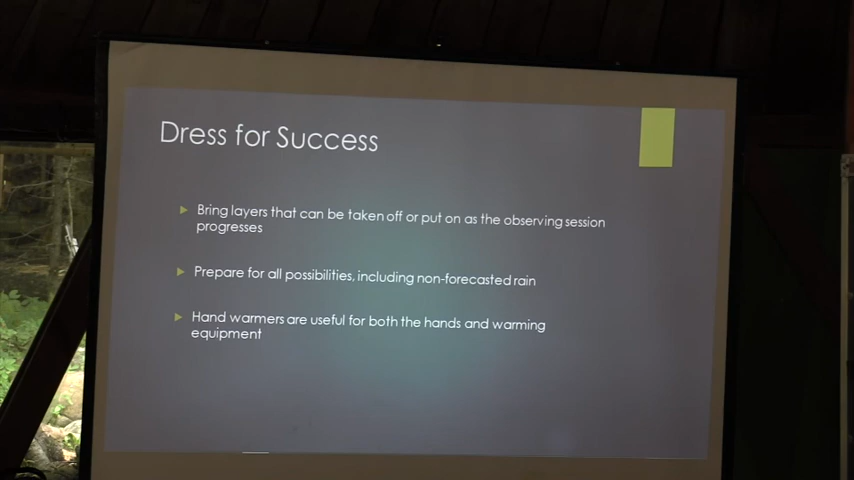 Dress for Success
Bring layers that can be taken off or put on as the observing session
progresses
Prepare for all possibilities, including non-forecasted rain
Hand warmers are useful for both the hands and warming
equipment